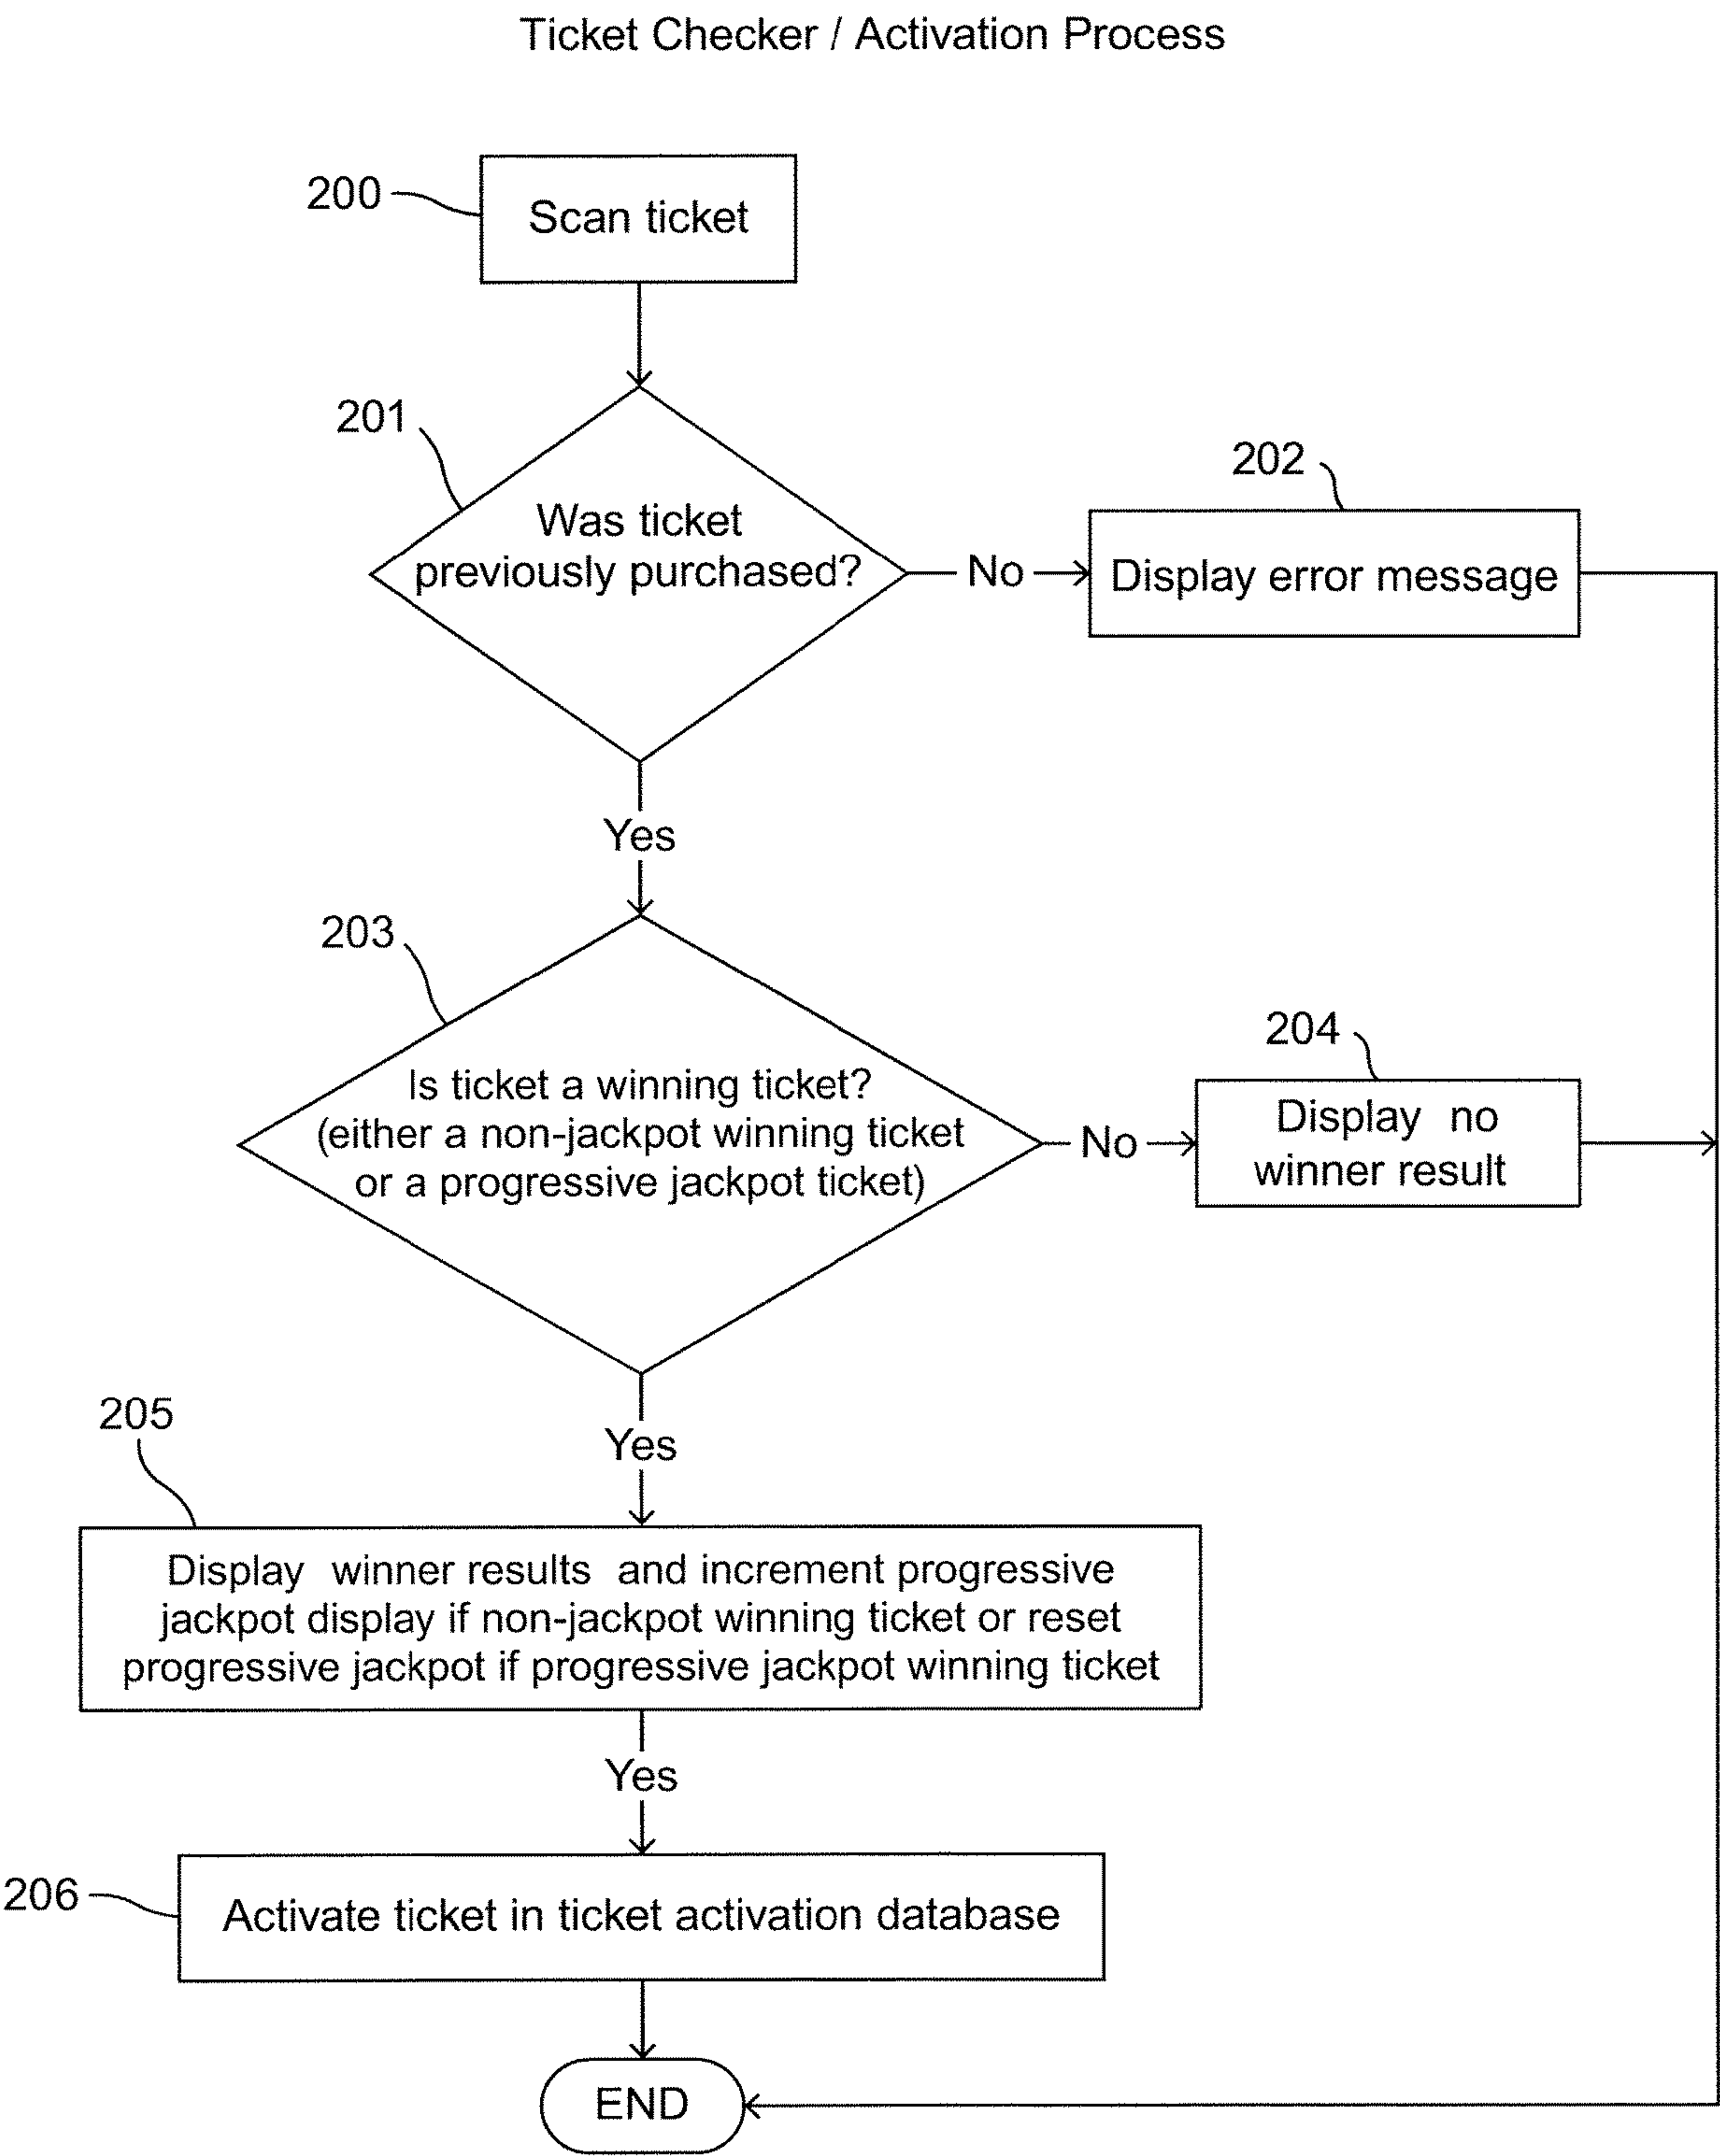 Ticket Checker / Activation Process
200
Scan ticket
201
Was ticket
previously purchased?
No
202
Display error message
Yes
203
Is ticket a winning ticket?
(either a non-jackpot winning ticket
or a progressive jackpot ticket)
No
204
Display no
winner result
Yes
205
Display winner results and increment progressive
jackpot display if non-jackpot winning ticket or reset
progressive jackpot if progressive jackpot winning ticket
Yes
206
Activate ticket in ticket activation database
END